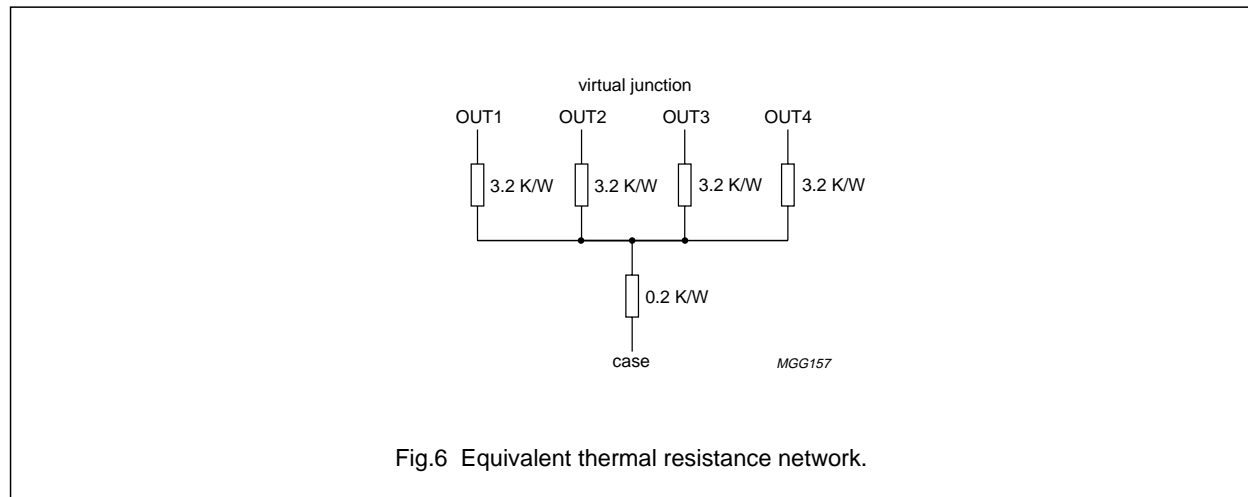 virtual junction
OUT1 OUT2 OUT3 OUT4
3.2 K/W 3.2 K/W 3.2 K/W 3.2 K/W
0.2 K/W
case MGG157
Fig.6 Equivalent thermal resistance network.